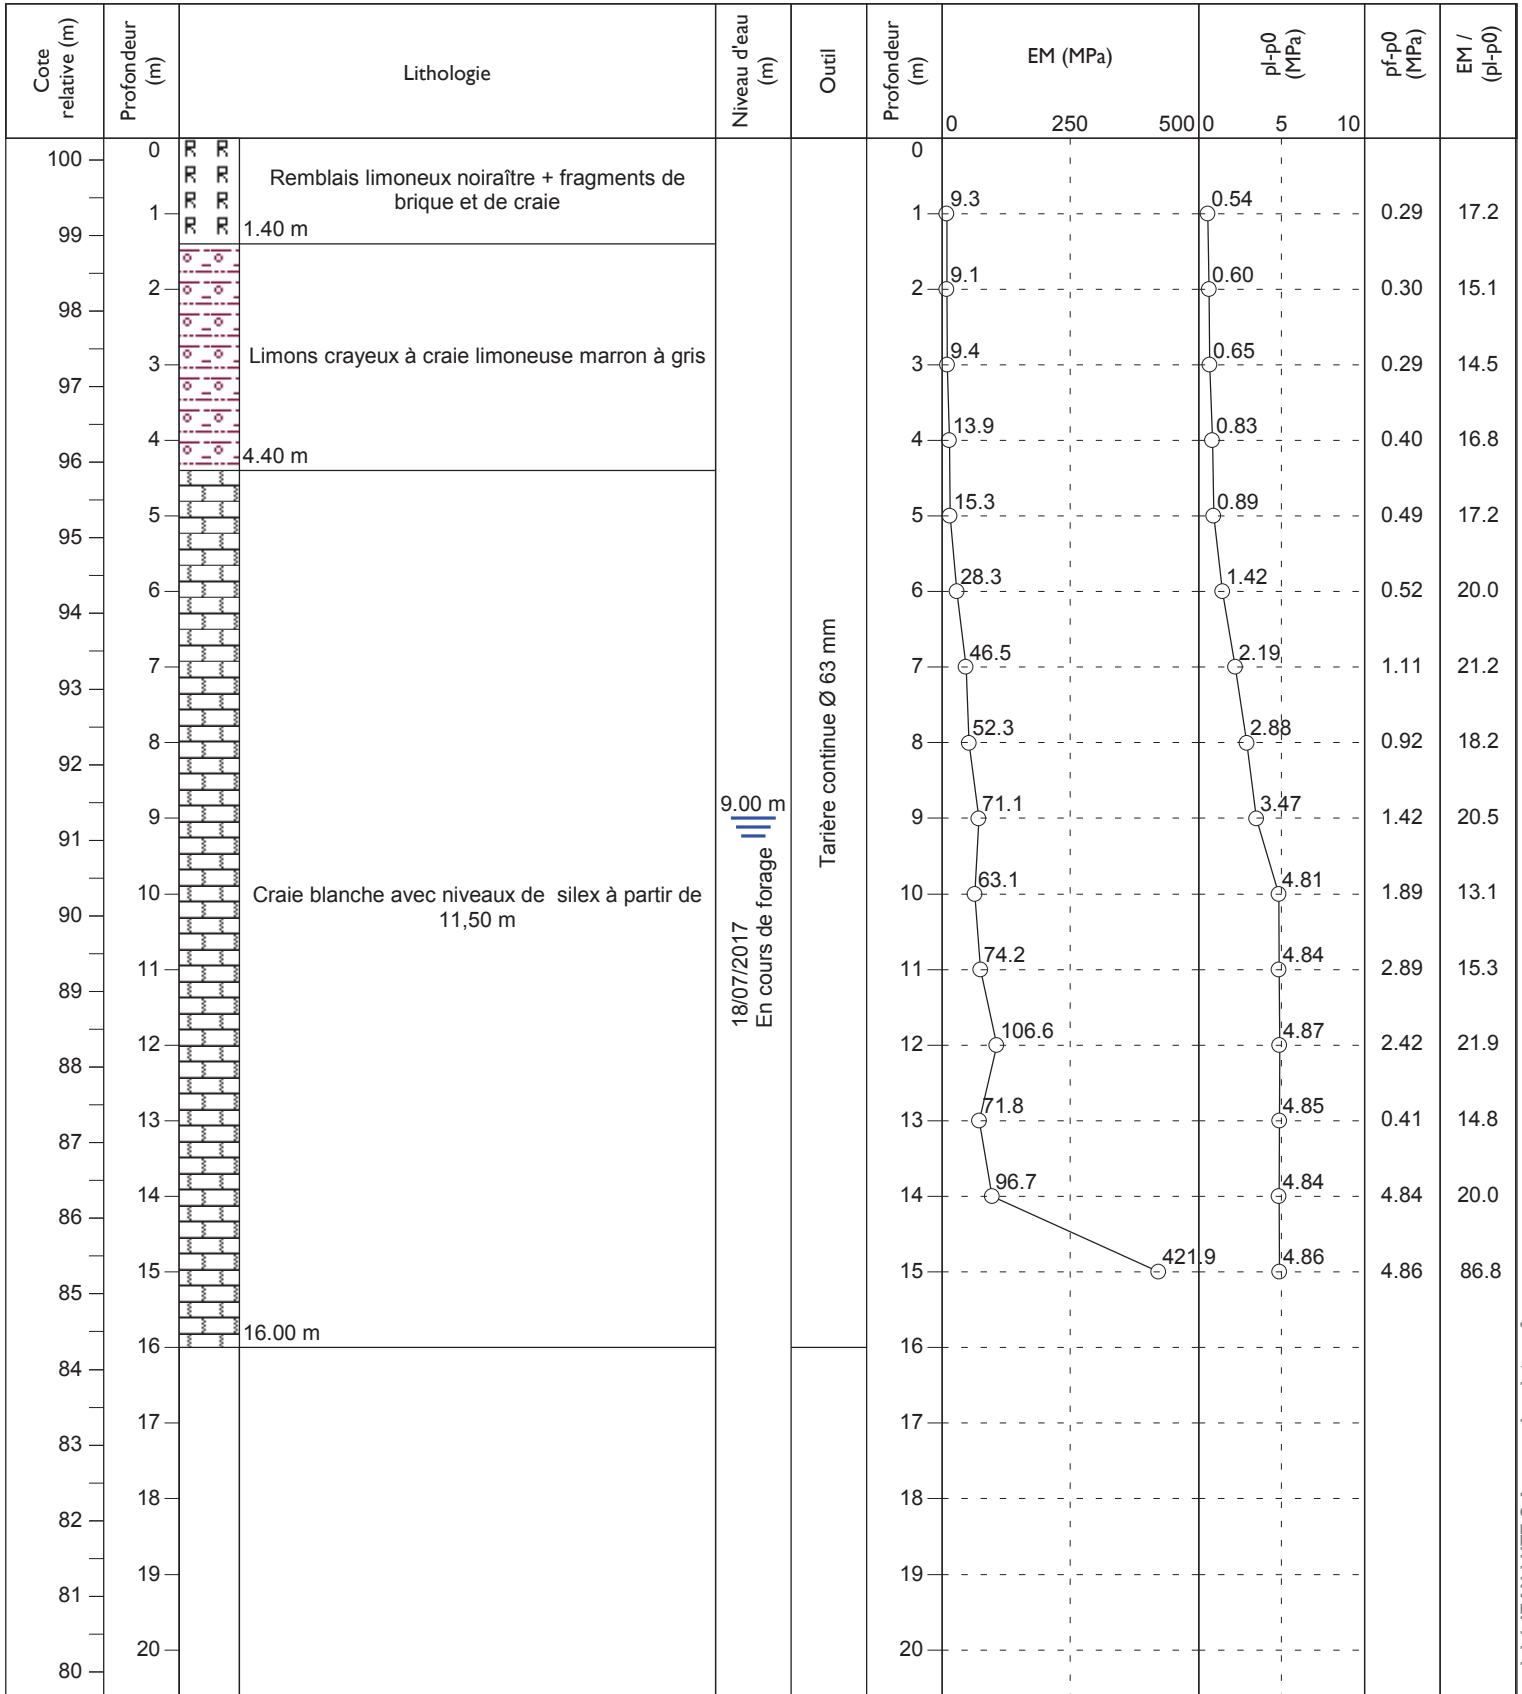 Cote relative (m)
Profondeur (m)
Lithologie
Niveau d'eau (m)
Outil
Profondeur (m)
EM (MPa)
0 250 500
pl-p0 (MPa)
0 5 10
pf-p0 (MPa)
EM / (pl-p0)
100
99
98
97
96
95
94
93
92
91
90
89
88
87
86
85
84
83
82
81
80
0
1
2
3
4
5
6
7
8
9
10
11
12
13
14
15
16
17
18
19
20
R R
R R
R R
R R
Remblais limoneux noiraître + fragments de
brique et de craie
1.40 m
Limons crayeux à craie limoneuse marron à gris
4.40 m
Craie blanche avec niveaux de silex à partir de
11,50 m
16.00 m
9.00 m
18/07/2017
En cours de forage
Tarière continue Ø 63 mm
0
1 9.3 0.54 0.29 17.2
2 9.1 0.60 0.30 15.1
3 9.4 0.65 0.29 14.5
4 13.9 0.83 0.40 16.8
5 15.3 0.89 0.49 17.2
6 28.3 1.42 0.52 20.0
7 46.5 2.19 1.11 21.2
8 52.3 2.88 0.92 18.2
9 71.1 3.47 1.42 20.5
10 63.1 4.81 1.89 13.1
11 74.2 4.84 2.89 15.3
12 106.6 4.87 2.42 21.9
13 71.8 4.85 0.41 14.8
14 96.7 4.84 4.84 20.0
15 421.9 4.86 4.86 86.8
16
17
18
19
20